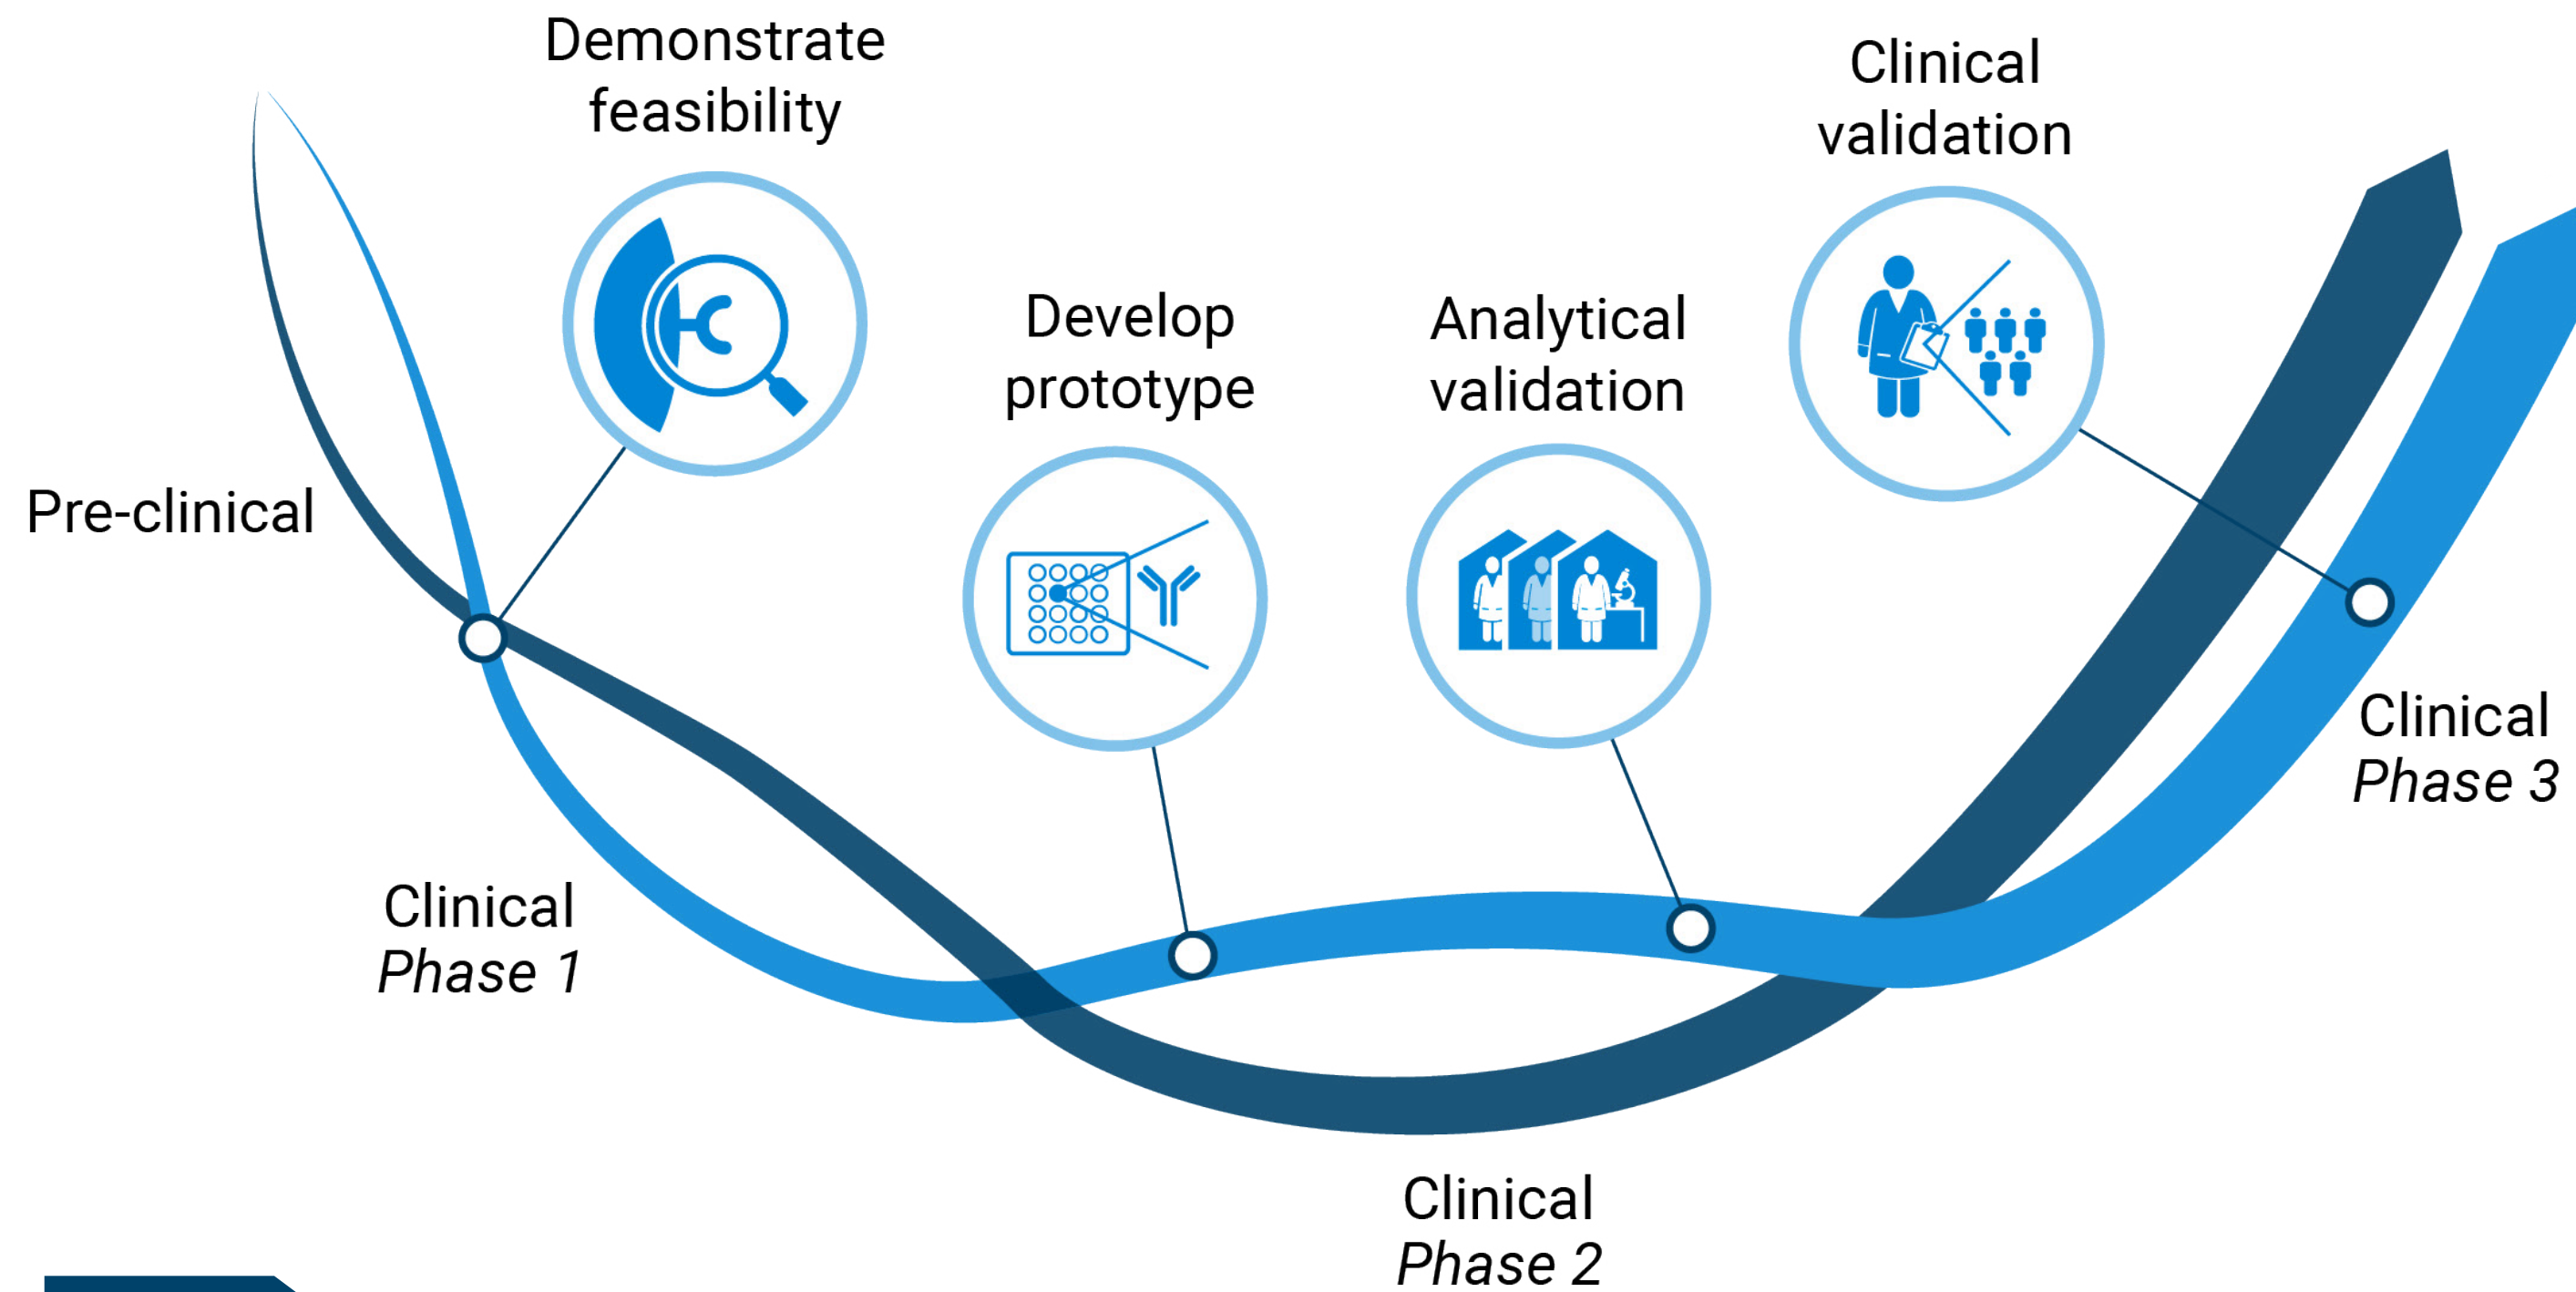 Demonstrate
feasibility
Clinical
validation
Develop
prototype
Analytical
validation
Pre-clinical
Clinical
Phase 1
Clinical
Phase 3
Clinical
Phase 2